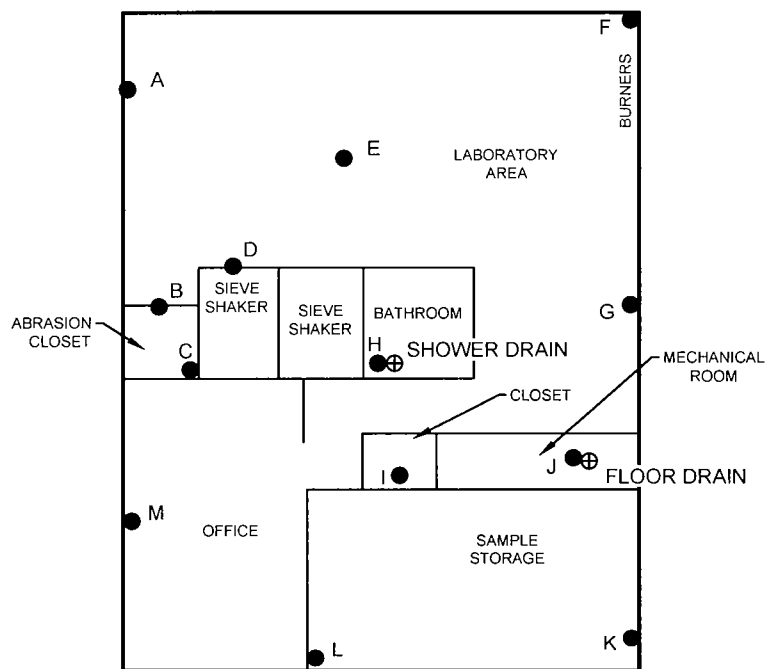 F
BURNERS
A
E
LABORATORY
AREA
D
SIEVE
SHAKER
B
SIEVE
SHAKER
BATHROOM
G
ABRASION
CLOSET
C
H
SHOWER DRAIN
MECHANICAL
ROOM
CLOSET
I
J
FLOOR DRAIN
M
OFFICE
SAMPLE
STORAGE
L
K